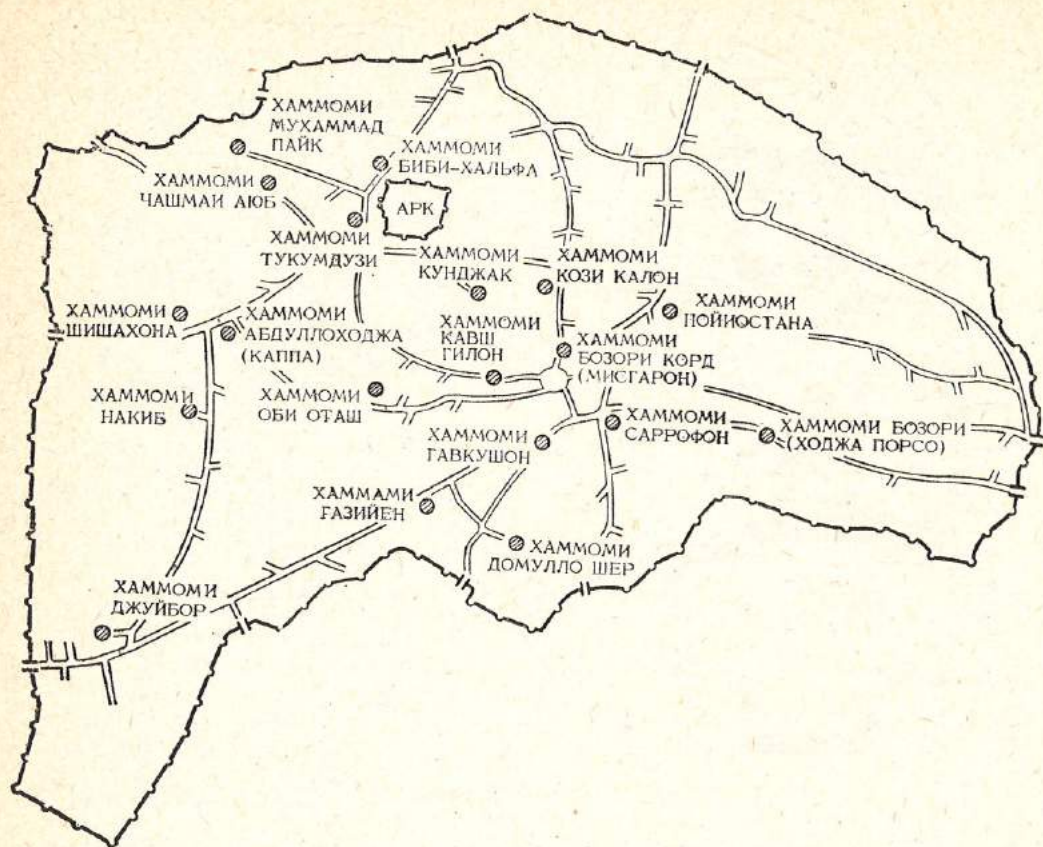 ХАММОМИ
МУХАММАД
ПАЙК
ХАММОМИ
БИБИ-ХАЛЬФА
ХАММОМИ
ЧАШМАИ АЮБ
АРК
ХАММОМИ
ТУКУМДУЗИ
ХАММОМИ
КУНДЖАК
ХАММОМИ
КОЗИ КАЛОН
ХАММОМИ
ШИШАХОНА
ХАММОМИ
АБДУЛЛОХОДЖА
(КАППА)
ХАММОМИ
КАВШ
ГИЛОН
ХАММОМИ
ПОЙИОСТАНА
ХАММОМИ
БОЗОРИ КОРД
(МИСГАРОН)
ХАММОМИ
НАКИБ
ХАММОМИ
ОБИ ОТАШ
ХАММОМИ
ГАВКУШОН
ХАММОМИ
САРРОФОН
ХАММОМИ БОЗОРИ
(ХОДЖА ПОРСО)
ХАММАМИ
ГАЗИЙЕН
ХАММОМИ
ДОМУЛЛО ШЕР
ХАММОМИ
ДЖУЙБОР